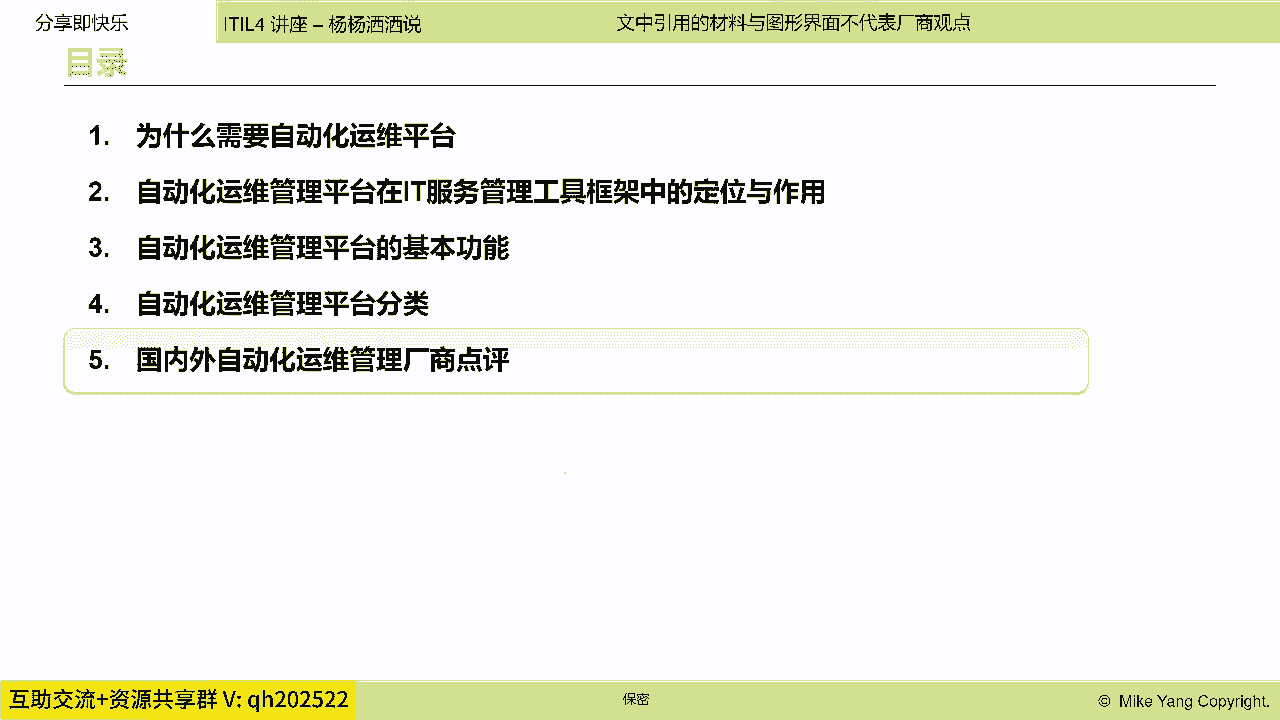 分享即快乐
ITIL4 讲座 – 杨杨洒洒说
文中引用的材料与图形界面不代表厂商观点
目录
1. 为什么需要自动化运维平台
2. 自动化运维管理平台在IT服务管理工具框架中的定位与作用
3. 自动化运维管理平台的基本功能
4. 自动化运维管理平台分类
5. 国内外自动化运维管理厂商点评
互助交流+资源共享群 V: qh202522
保密
© Mike Yang Copyright.